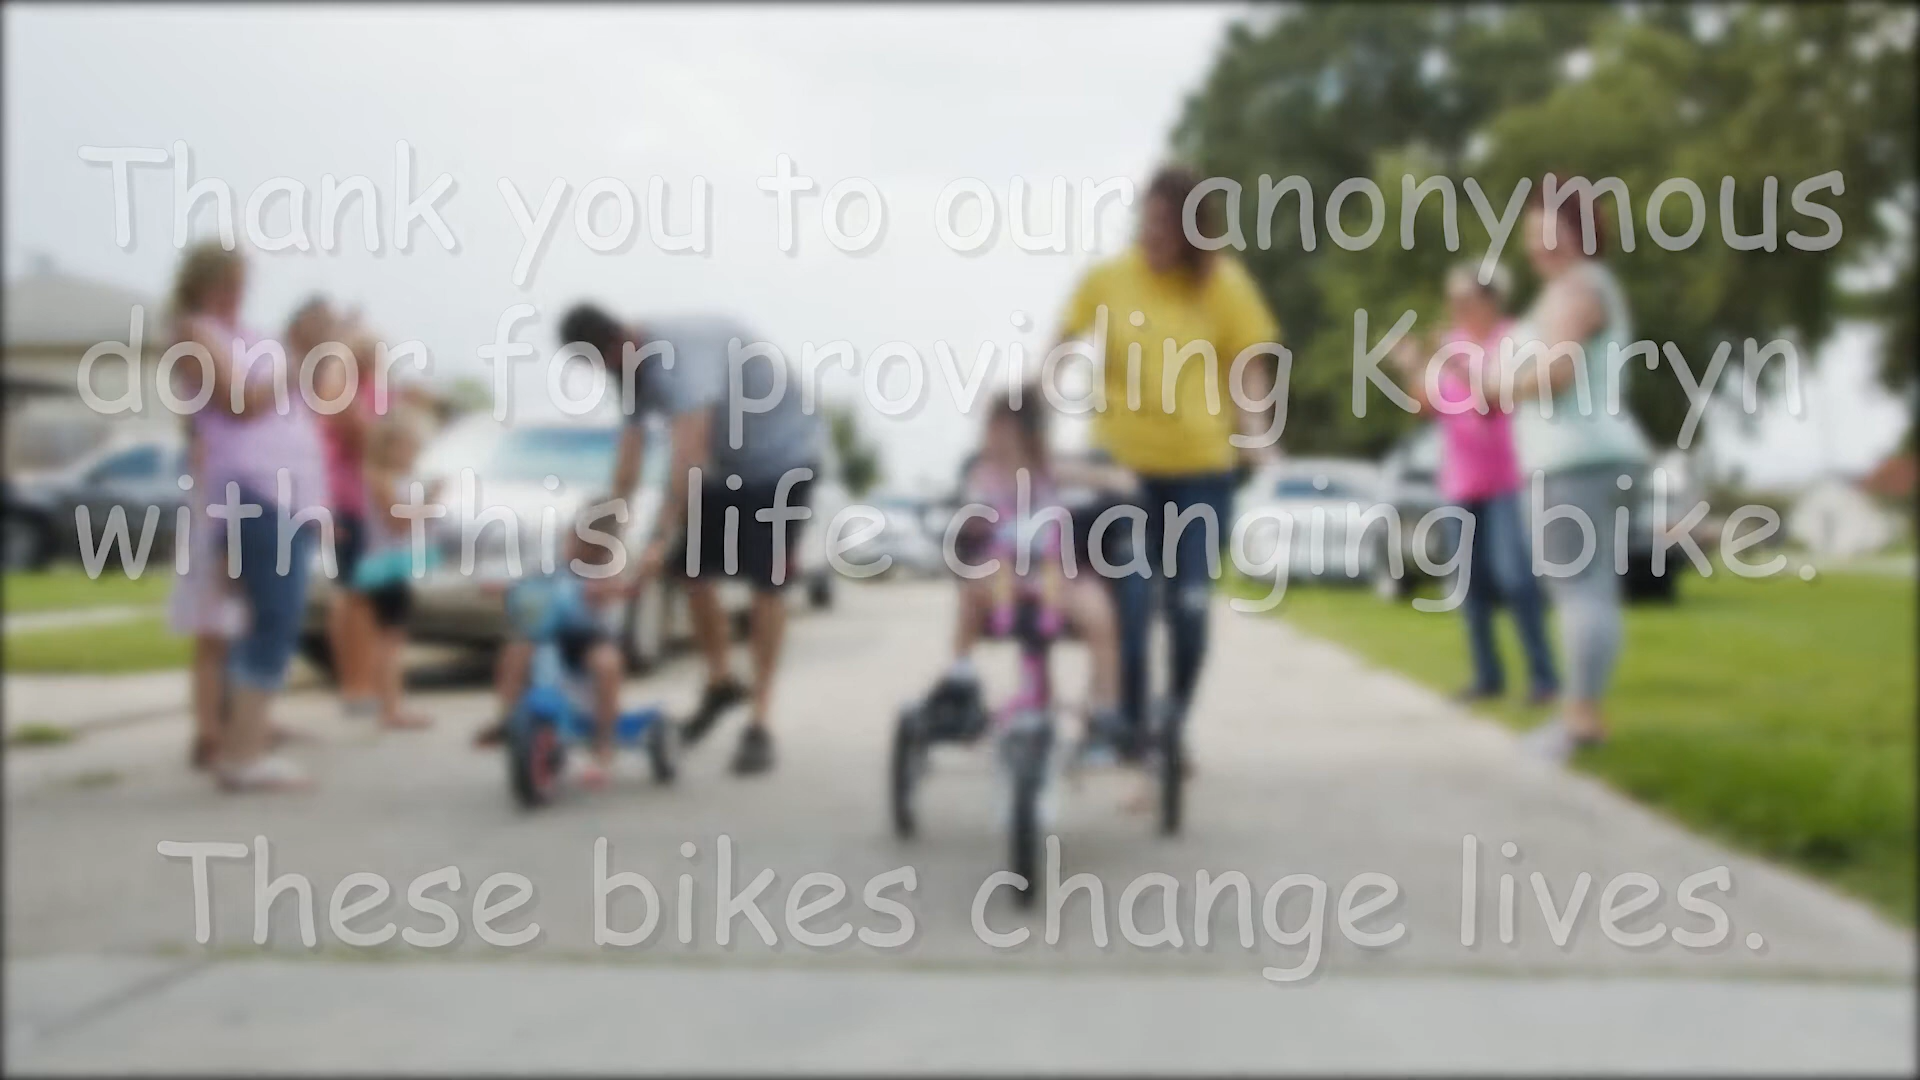 Thank you to our anonymous
donor for providing Kamryn
with this life changing bike.
These bikes change lives.